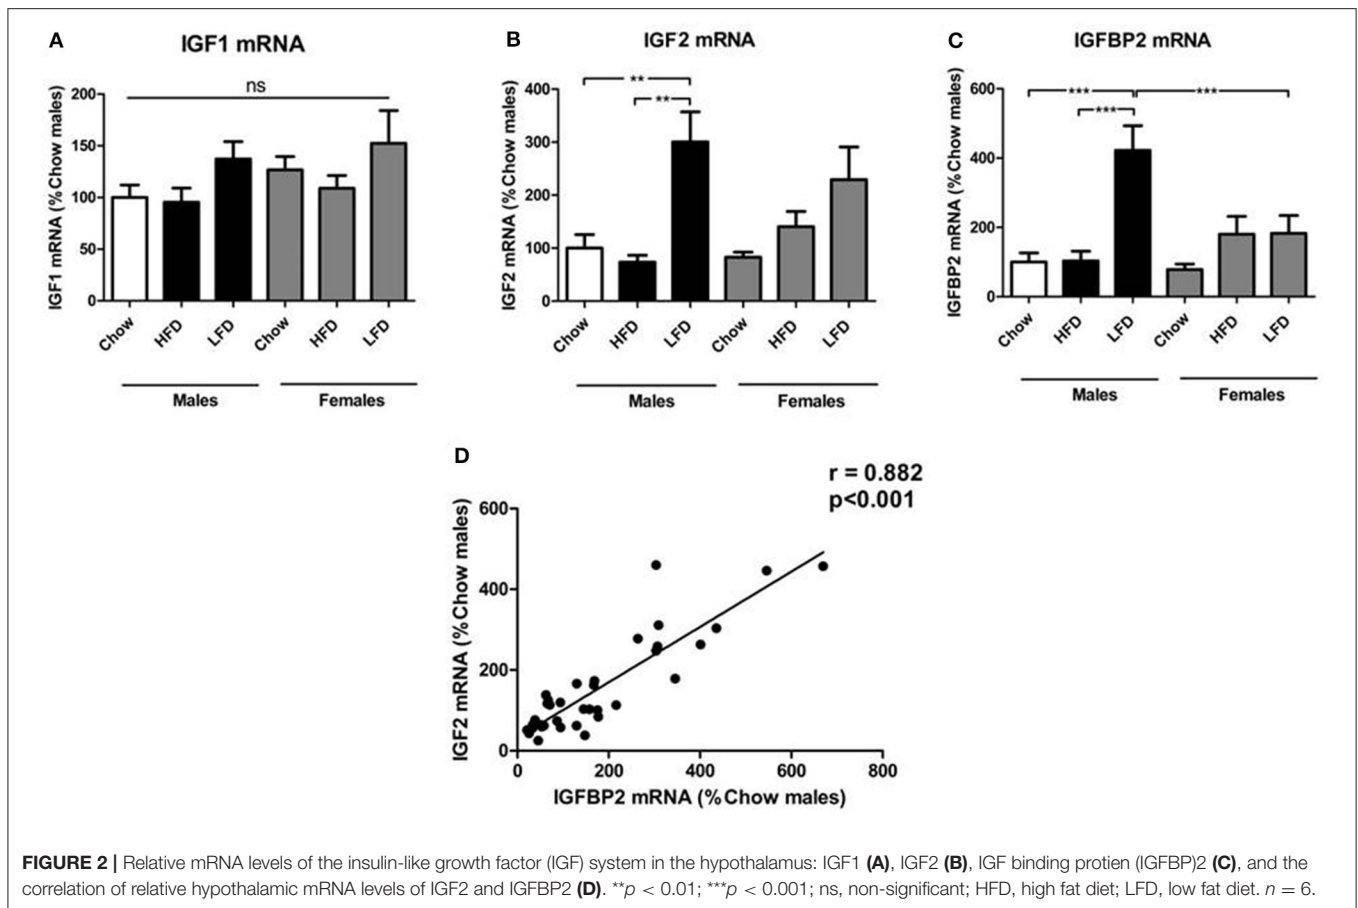 A
IGF1 mRNA
ns
IGF1 mRNA (%Chow males)
200
150
100
50
0
Chow
HFD
LFD
Chow
HFD
LFD
Males
Females
B
IGF2 mRNA
**
**
IGF2 mRNA (%Chow males)
400
300
200
100
0
Chow
HFD
LFD
Chow
HFD
LFD
Males
Females
C
IGFBP2 mRNA
***
***
***
IGFBP2 mRNA (%Chow males)
600
400
200
0
Chow
HFD
LFD
Chow
HFD
LFD
Males
Females
D
r = 0.882
p<0.001
IGF2 mRNA (%Chow males)
600
400
200
0
0 200 400 600 800
IGFBP2 mRNA (%Chow males)
FIGURE 2 | Relative mRNA levels of the insulin-like growth factor (IGF) system in the hypothalamus: IGF1 (A), IGF2 (B), IGF binding protien (IGFBP)2 (C), and the
correlation of relative hypothalamic mRNA levels of IGF2 and IGFBP2 (D). **p < 0.01; ***p < 0.001; ns, non-significant; HFD, high fat diet; LFD, low fat diet. n = 6.